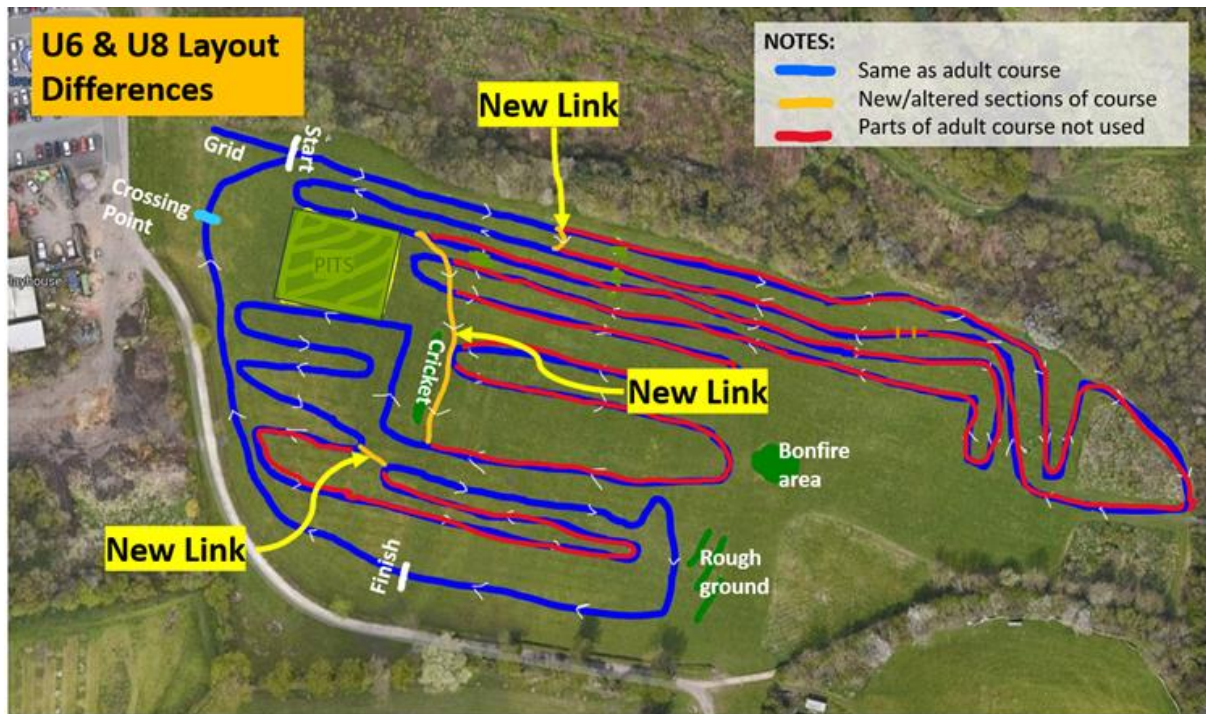 U6 & U8 Layout
Differences
NOTES:
Same as adult course
New/altered sections of course
Parts of adult course not used
New Link
Start
Grid
Crossing
Point
PITS
layhouse
Cricket
New Link
Bonfire
area
New Link
Finish
Rough
ground